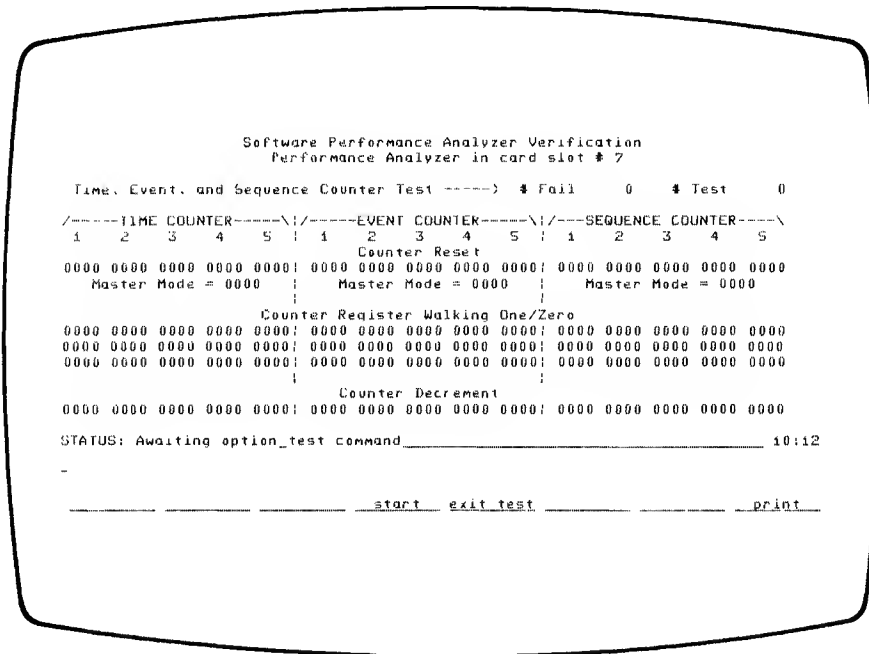 Software Performance Analyzer Verification
Performance Analyzer in card slot # 7
Time, Event, and Sequence Counter Test -----> # Fail 0 # Test 0
/------TIME COUNTER-----\¦/-----EVENT COUNTER------\¦/---SEQUENCE COUNTER----\
1 2 3 4 5 ¦ 1 2 3 4 5 ¦ 1 2 3 4 5
Counter Reset
0000 0000 0000 0000 0000¦ 0000 0000 0000 0000 0000¦ 0000 0000 0000 0000 0000
Master Mode = 0000 ¦ Master Mode = 0000 ¦ Master Mode = 0000
¦ ¦
Counter Register Walking One/Zero
0000 0000 0000 0000 0000¦ 0000 0000 0000 0000 0000¦ 0000 0000 0000 0000 0000
0000 0000 0000 0000 0000¦ 0000 0000 0000 0000 0000¦ 0000 0000 0000 0000 0000
0000 0000 0000 0000 0000¦ 0000 0000 0000 0000 0000¦ 0000 0000 0000 0000 0000
¦ ¦
Counter Decrement
0000 0000 0000 0000 0000¦ 0000 0000 0000 0000 0000¦ 0000 0000 0000 0000 0000
STATUS: Awaiting option_test command 10:12
start exit test print